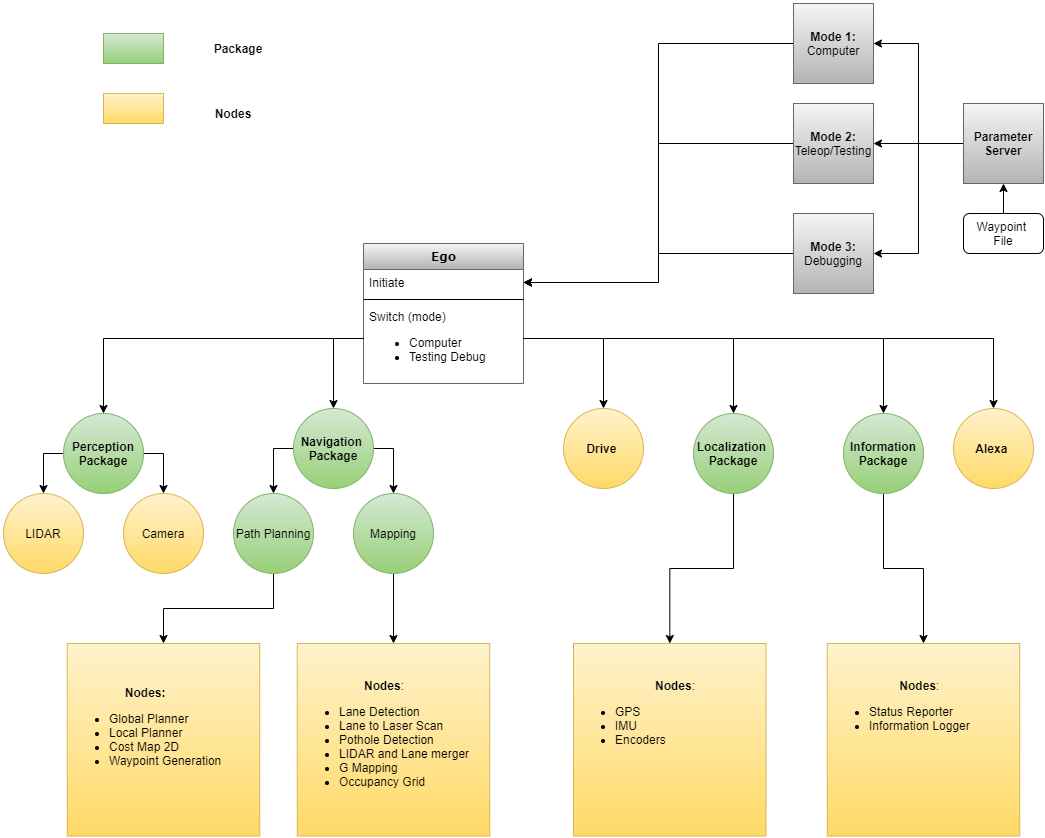 Package
Nodes
Mode 1:
Computer
Mode 2:
Teleop/Testing
Parameter
Server
Waypoint
File
Mode 3:
Debugging
Ego
Initiate
Switch (mode)
Computer
Testing Debug
Perception
Package
Navigation
Package
Drive
Localization
Package
Information
Package
Alexa
LIDAR
Camera
Path Planning
Mapping
Nodes:
Global Planner
Local Planner
Cost Map 2D
Waypoint Generation
Nodes:
Lane Detection
Lane to Laser Scan
Pothole Detection
LIDAR and Lane merger
G Mapping
Occupancy Grid
Nodes:
GPS
IMU
Encoders
Nodes:
Status Reporter
Information Logger